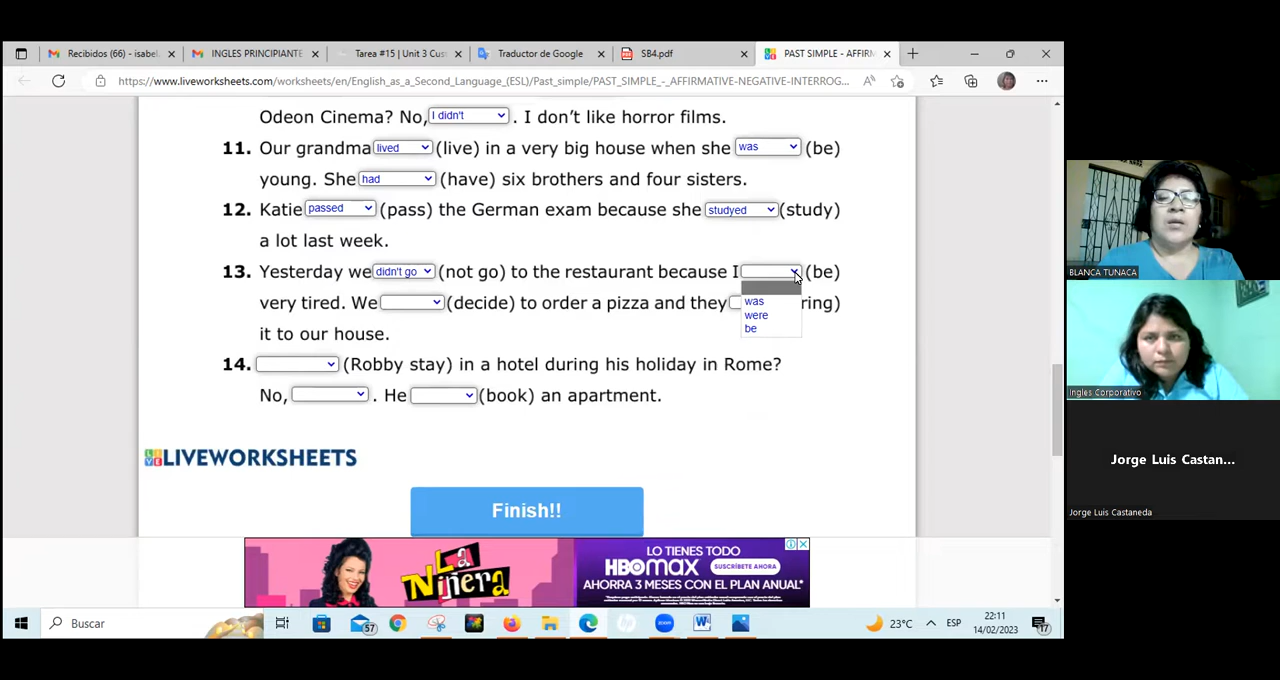 Recibidos (66) - isabel
INGLES PRINCIPIANTE
Tarea #15 | Unit 3 Cus
Traductor de Google
SB4.pdf
PAST SIMPLE - AFFIRM
https://www.liveworksheets.com/worksheets/en/English_as_a_Second_Language_(ESL)/Past_simple/PAST_SIMPLE_-_AFFIRMATIVE-NEGATIVE-INTERROG...
Odeon Cinema? No, I didn't . I don't like horror films.
11. Our grandma lived (live) in a very big house when she was (be)
young. She had (have) six brothers and four sisters.
12. Katie passed (pass) the German exam because she studyed (study)
a lot last week.
13. Yesterday we didn't go (not go) to the restaurant because I (be)
very tired. We (decide) to order a pizza and they ring)
was
were
be
it to our house.
14. (Robby stay) in a hotel during his holiday in Rome?
No, . He (book) an apartment.
LIVEWORKSHEETS
Finish!!
La Niñera
LO TIENES TODO
HBOMAX SUSCRÍBETE AHORA
AHORA 3 MESES CON EL PLAN ANUAL*
Buscar
57
23°C
ESP
22:11
14/02/2023
17
BLANCA TUNACA
Ingles Corporativo
Jorge Luis Castan...
Jorge Luis Castaneda